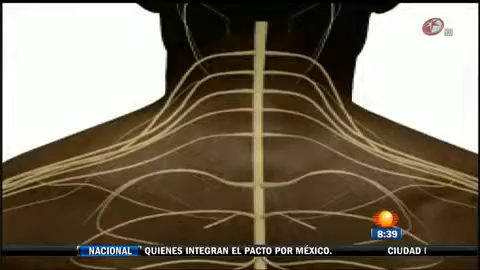 8:39
NACIONAL QUIENES INTEGRAN EL PACTO POR MÉXICO. CIUDAD